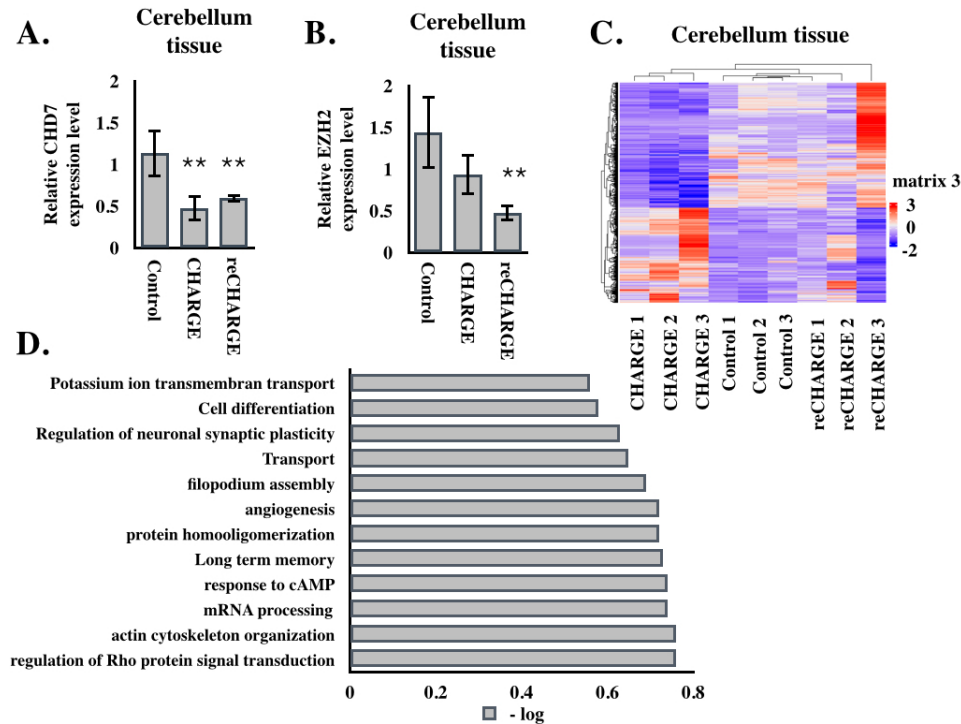 A.
Cerebellum
tissue
Relative CHD7
expression level
2
1.5
1
0.5
0
**
**
Control
CHARGE
reCHARGE
B.
Cerebellum
tissue
Relative EZH2
expression level
2
1.5
1
0.5
0
**
Control
CHARGE
reCHARGE
C.
Cerebellum tissue
matrix 3
3
0
-2
CHARGE 1
CHARGE 2
CHARGE 3
Control 1
Control 2
Control 3
reCHARGE 1
reCHARGE 2
reCHARGE 3
D.
Potassium ion transmembran transport
Cell differentiation
Regulation of neuronal synaptic plasticity
Transport
filopodium assembly
angiogenesis
protein homooligomerization
Long term memory
response to cAMP
mRNA processing
actin cytoskeleton organization
regulation of Rho protein signal transduction
0
0.2
0.4
0.6
0.8
- log